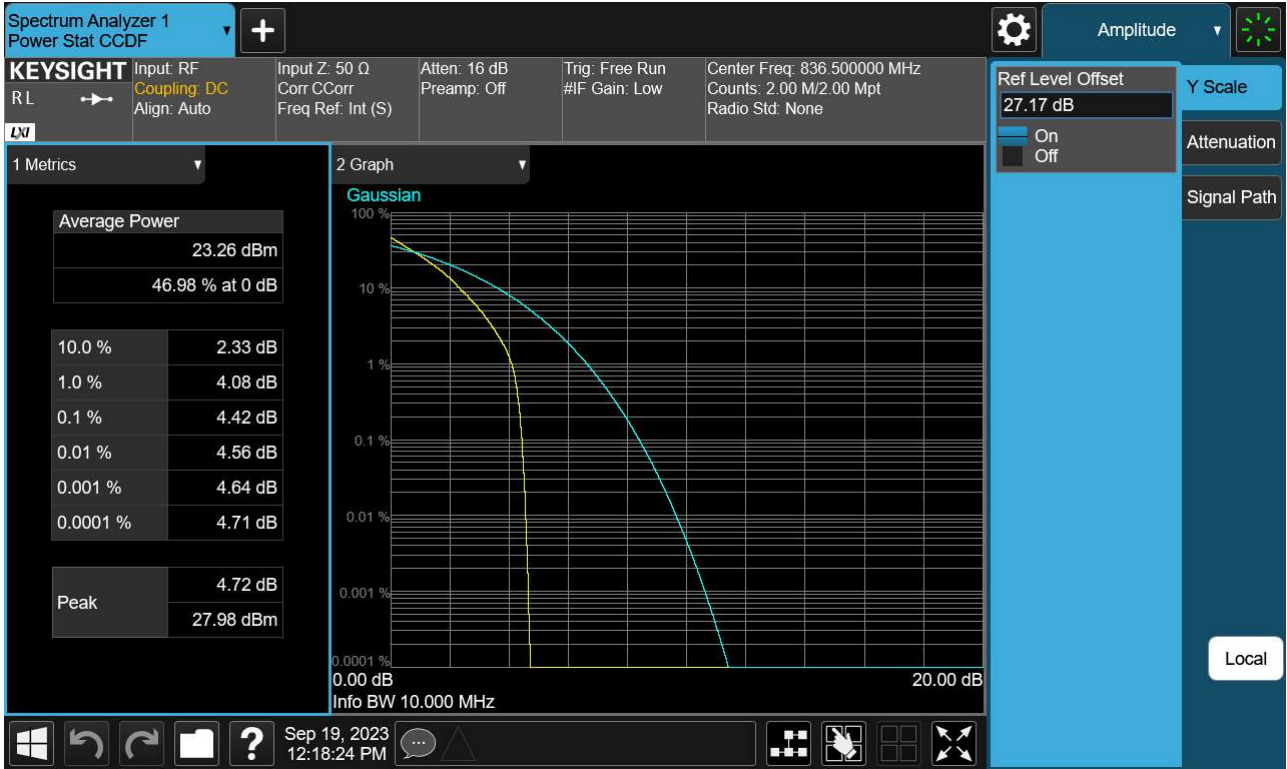 Spectrum Analyzer 1
Power Stat CCDF
+
Amplitude
KEYSIGHT
RL
LXI
Input: RF
Coupling: DC
Align: Auto
Input Z: 50 Ω
Corr CCorr
Freq Ref: Int (S)
Atten: 16 dB
Preamp: Off
Trig: Free Run
#IF Gain: Low
Center Freq: 836.500000 MHz
Counts: 2.00 M/2.00 Mpt
Radio Std: None
Ref Level Offset
27.17 dB
On
Off
Y Scale
Attenuation
Signal Path
Local
1 Metrics
Average Power
23.26 dBm
46.98 % at 0 dB
10.0 % 2.33 dB
1.0 % 4.08 dB
0.1 % 4.42 dB
0.01 % 4.56 dB
0.001 % 4.64 dB
0.0001 % 4.71 dB
Peak
4.72 dB
27.98 dBm
2 Graph
Gaussian
100 %
10 %
1 %
0.1 %
0.01 %
0.001 %
0.0001 %
0.00 dB 20.00 dB
Info BW 10.000 MHz
?
Sep 19, 2023
12:18:24 PM